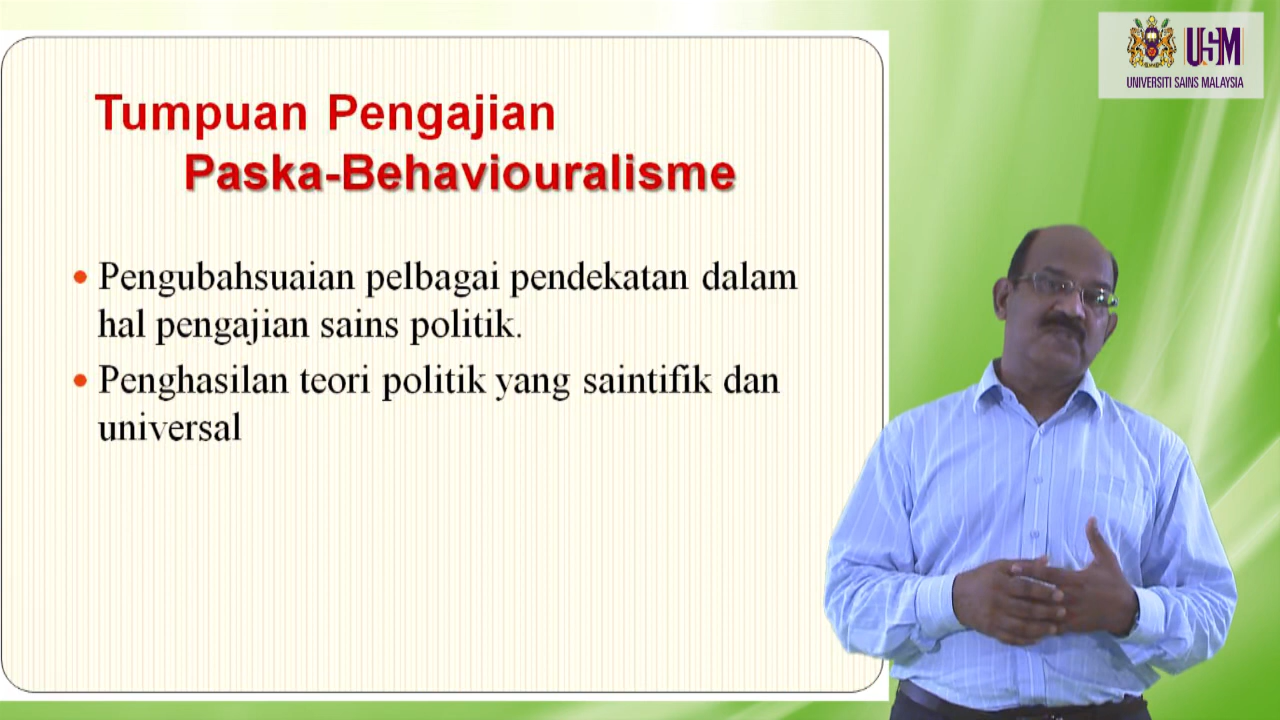 USM
UNIVERSITI SAINS MALAYSIA
Tumpuan Pengajian
Paska-Behaviouralisme
• Pengubahsuaian pelbagai pendekatan dalam
hal pengajian sains politik.
• Penghasilan teori politik yang saintifik dan
universal